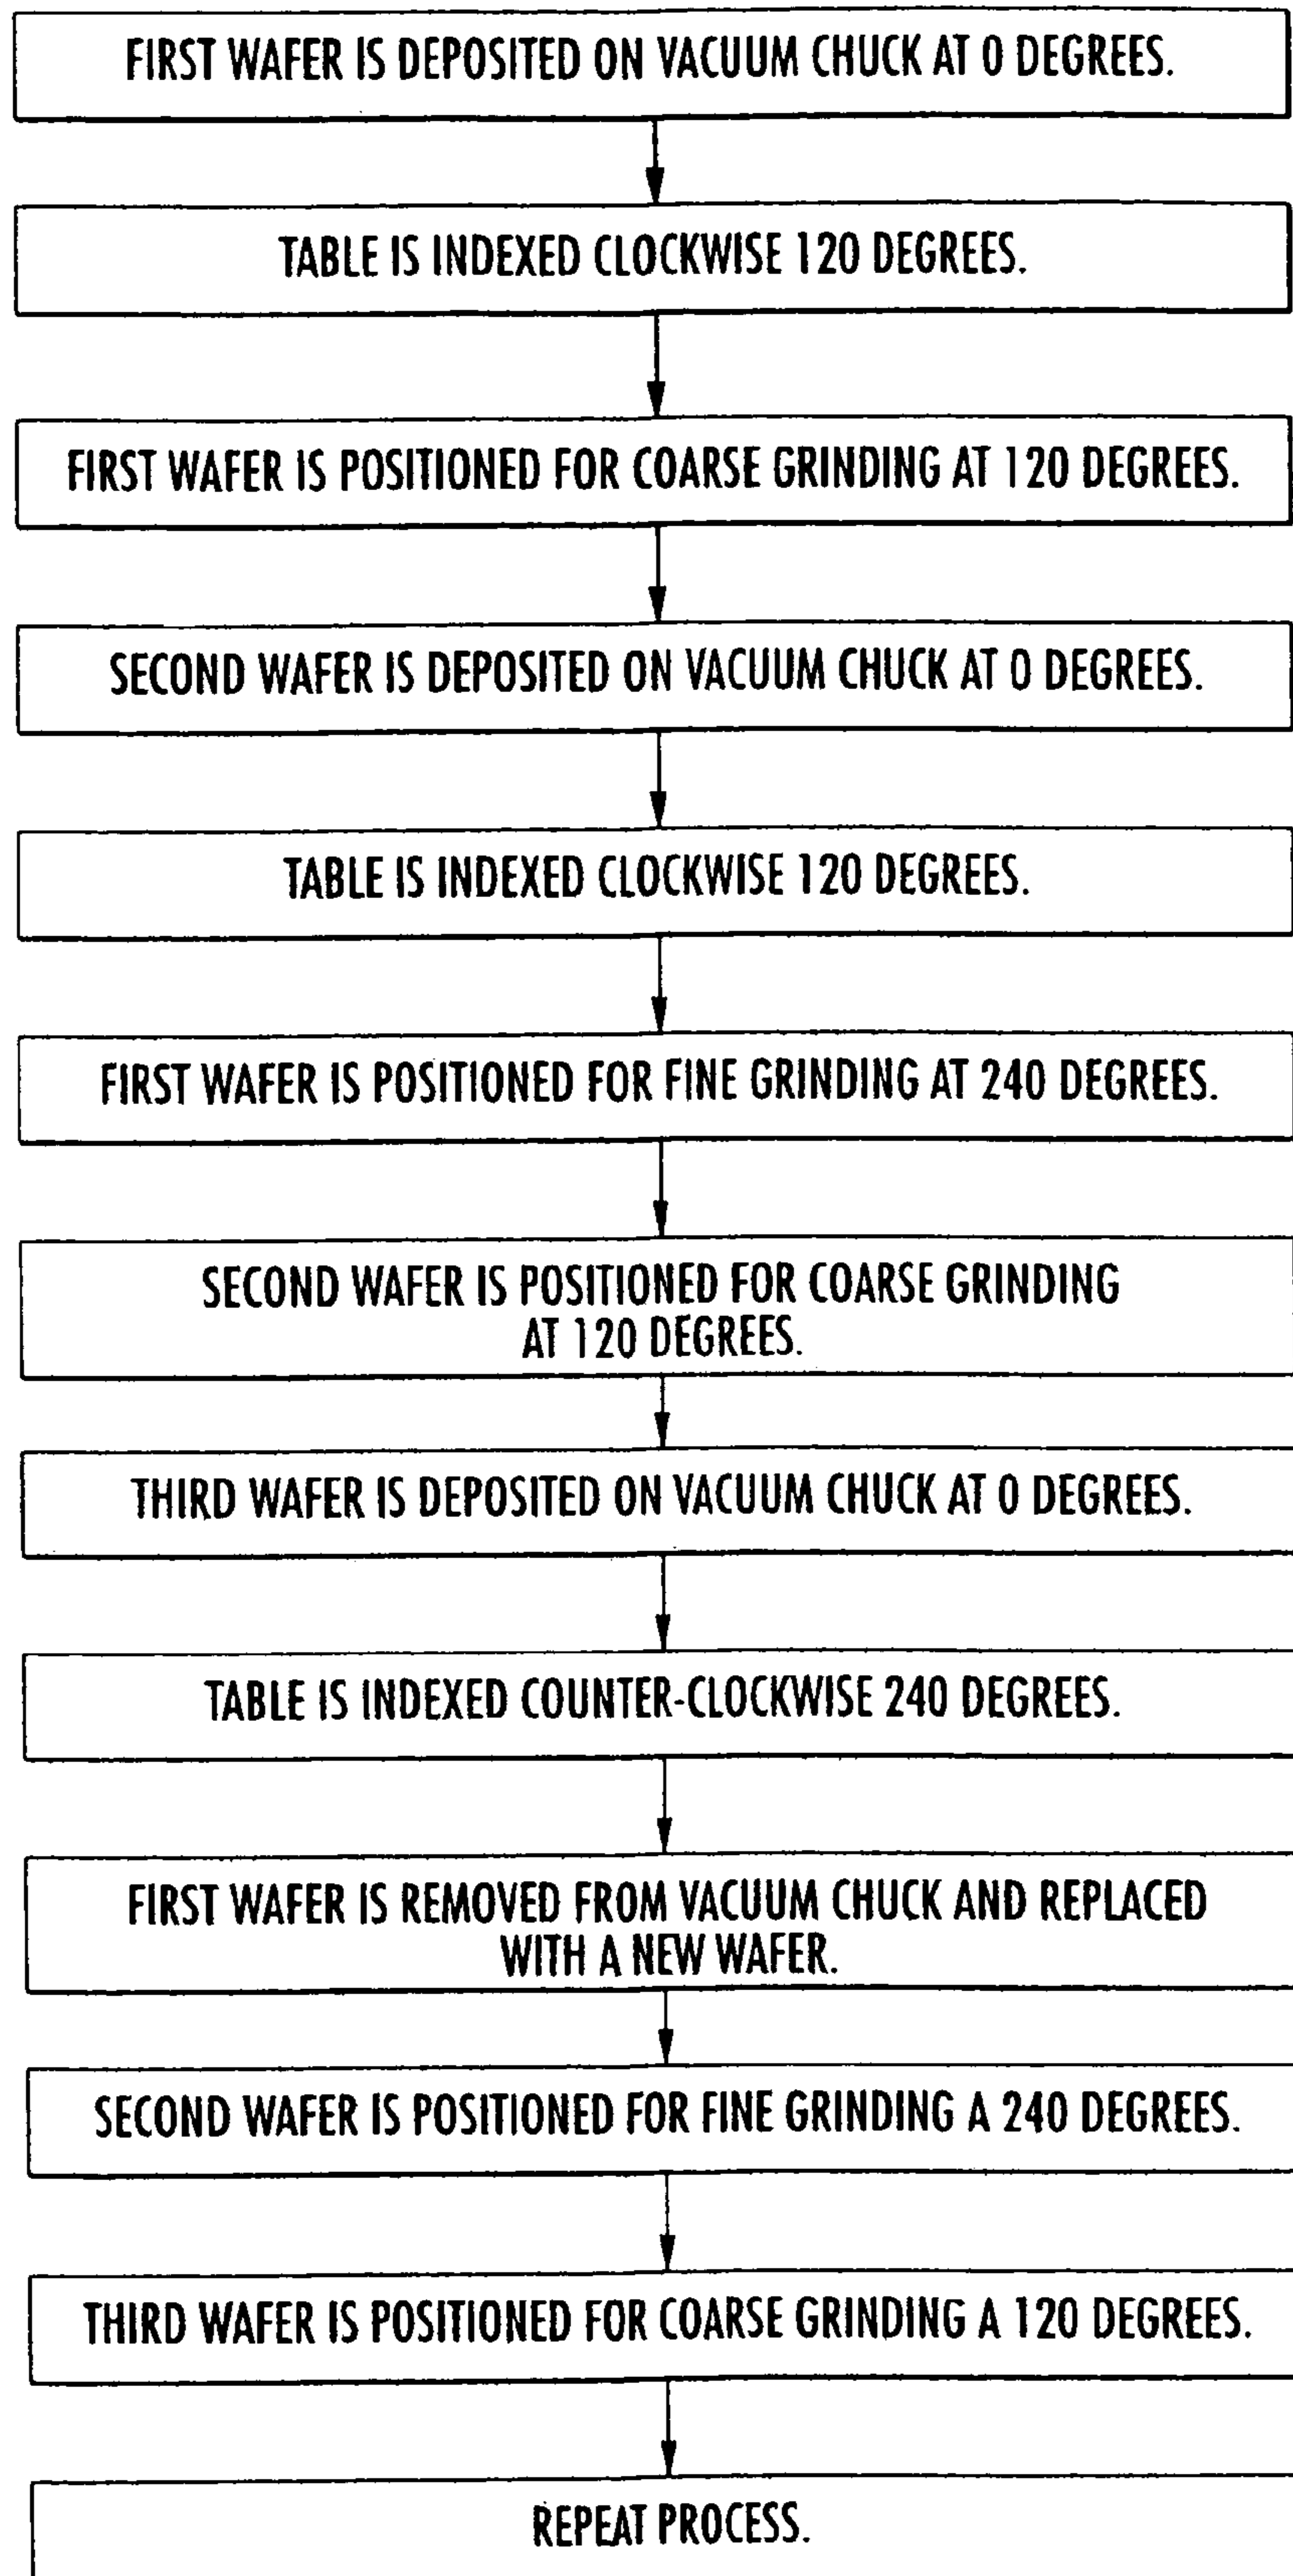 FIRST WAFER IS DEPOSITED ON VACUUM CHUCK AT 0 DEGREES.
TABLE IS INDEXED CLOCKWISE 120 DEGREES.
FIRST WAFER IS POSITIONED FOR COARSE GRINDING AT 120 DEGREES.
SECOND WAFER IS DEPOSITED ON VACUUM CHUCK AT 0 DEGREES.
TABLE IS INDEXED CLOCKWISE 120 DEGREES.
FIRST WAFER IS POSITIONED FOR FINE GRINDING AT 240 DEGREES.
SECOND WAFER IS POSITIONED FOR COARSE GRINDING
AT 120 DEGREES.
THIRD WAFER IS DEPOSITED ON VACUUM CHUCK AT 0 DEGREES.
TABLE IS INDEXED COUNTER-CLOCKWISE 240 DEGREES.
FIRST WAFER IS REMOVED FROM VACUUM CHUCK AND REPLACED
WITH A NEW WAFER.
SECOND WAFER IS POSITIONED FOR FINE GRINDING A 240 DEGREES.
THIRD WAFER IS POSITIONED FOR COARSE GRINDING A 120 DEGREES.
REPEAT PROCESS.